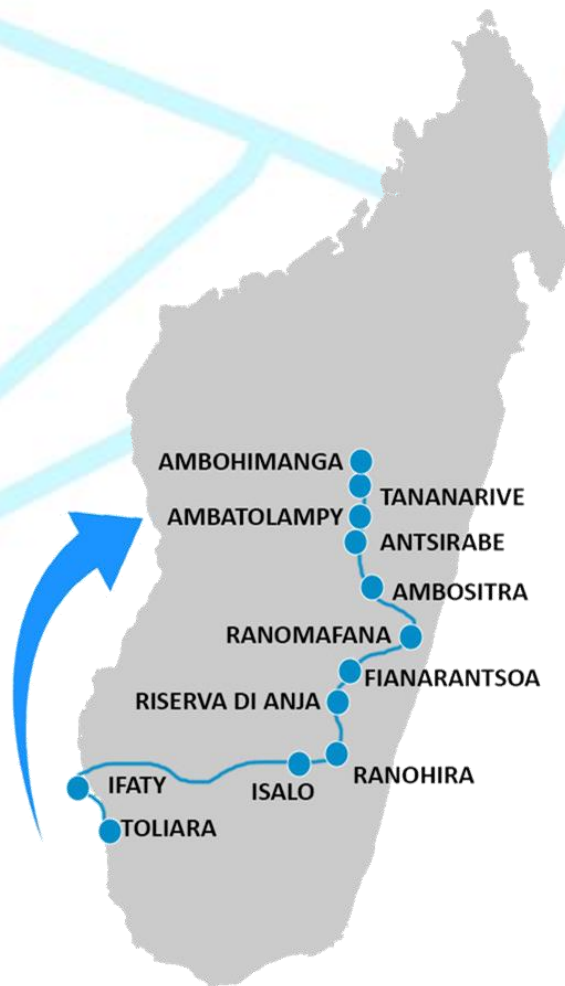 AMBOHIMANGA
TANANARIVE
AMBATOLAMPY
ANTSIRABE
AMBOSITRA
RANOMAFANA
FIANARANTSOA
RISERVA DI ANJA
RANOHIRA
ISALO
IFATY
TOLIARA